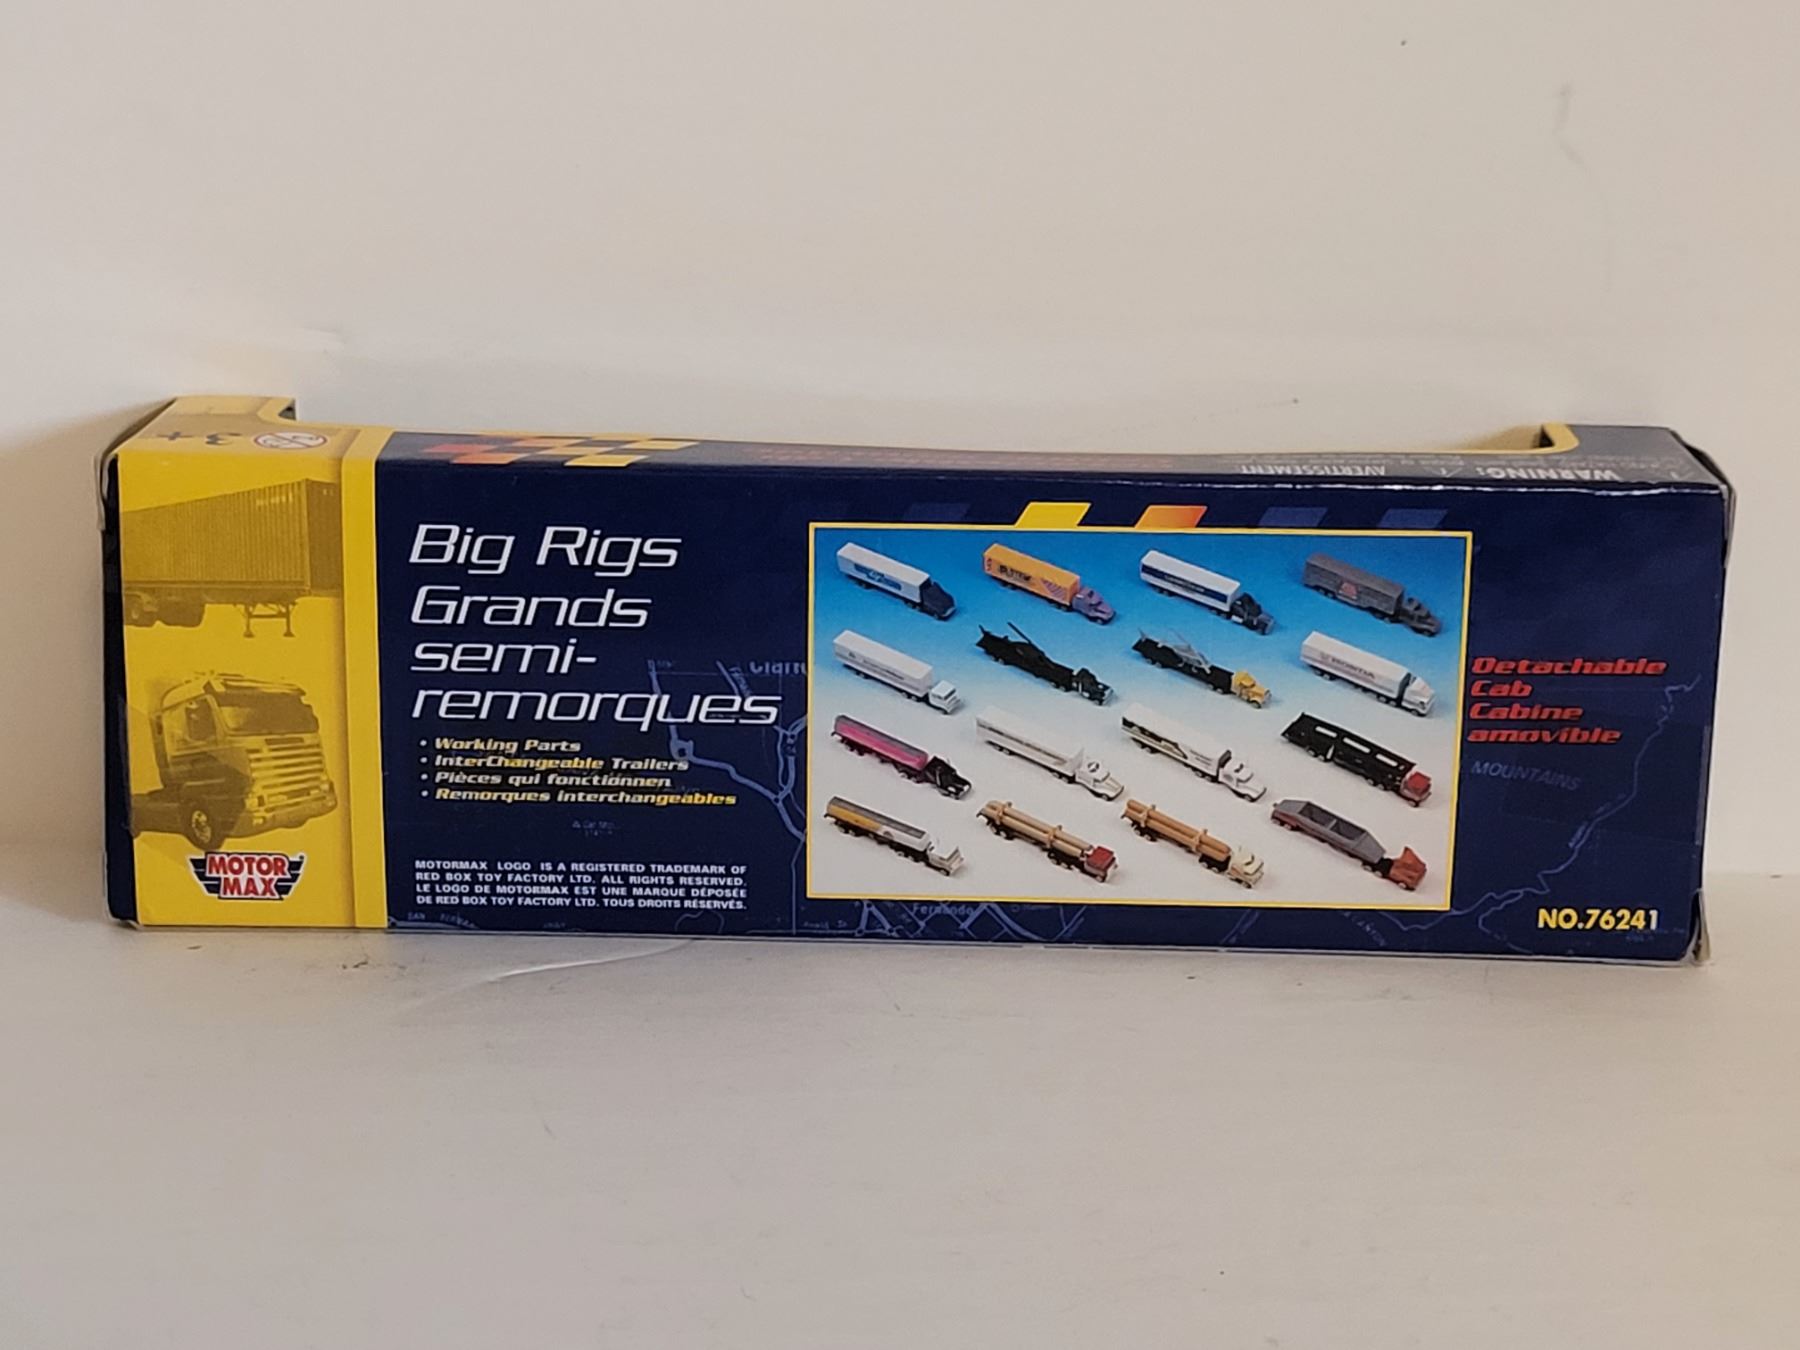 3+
WARNING:
AVERTISSEMENT
Big Rigs
Grands
semi-
remorques
• Working Parts
• InterChangeable Trailers
• Pièces qui fonctionnen
• Remorques interchangeables
MOTORMAX LOGO IS A REGISTERED TRADEMARK OF
RED BOX TOY FACTORY LTD. ALL RIGHTS RESERVED.
LE LOGO DE MOTORMAX EST UNE MARQUE DÉPOSÉE
DE RED BOX TOY FACTORY LTD. TOUS DROITS RÉSERVÉS.
MOTOR
MAX
HONDA
Detachable
Cab
Cabine
amovible
MOUNTAINS
Fernando
NO.76241